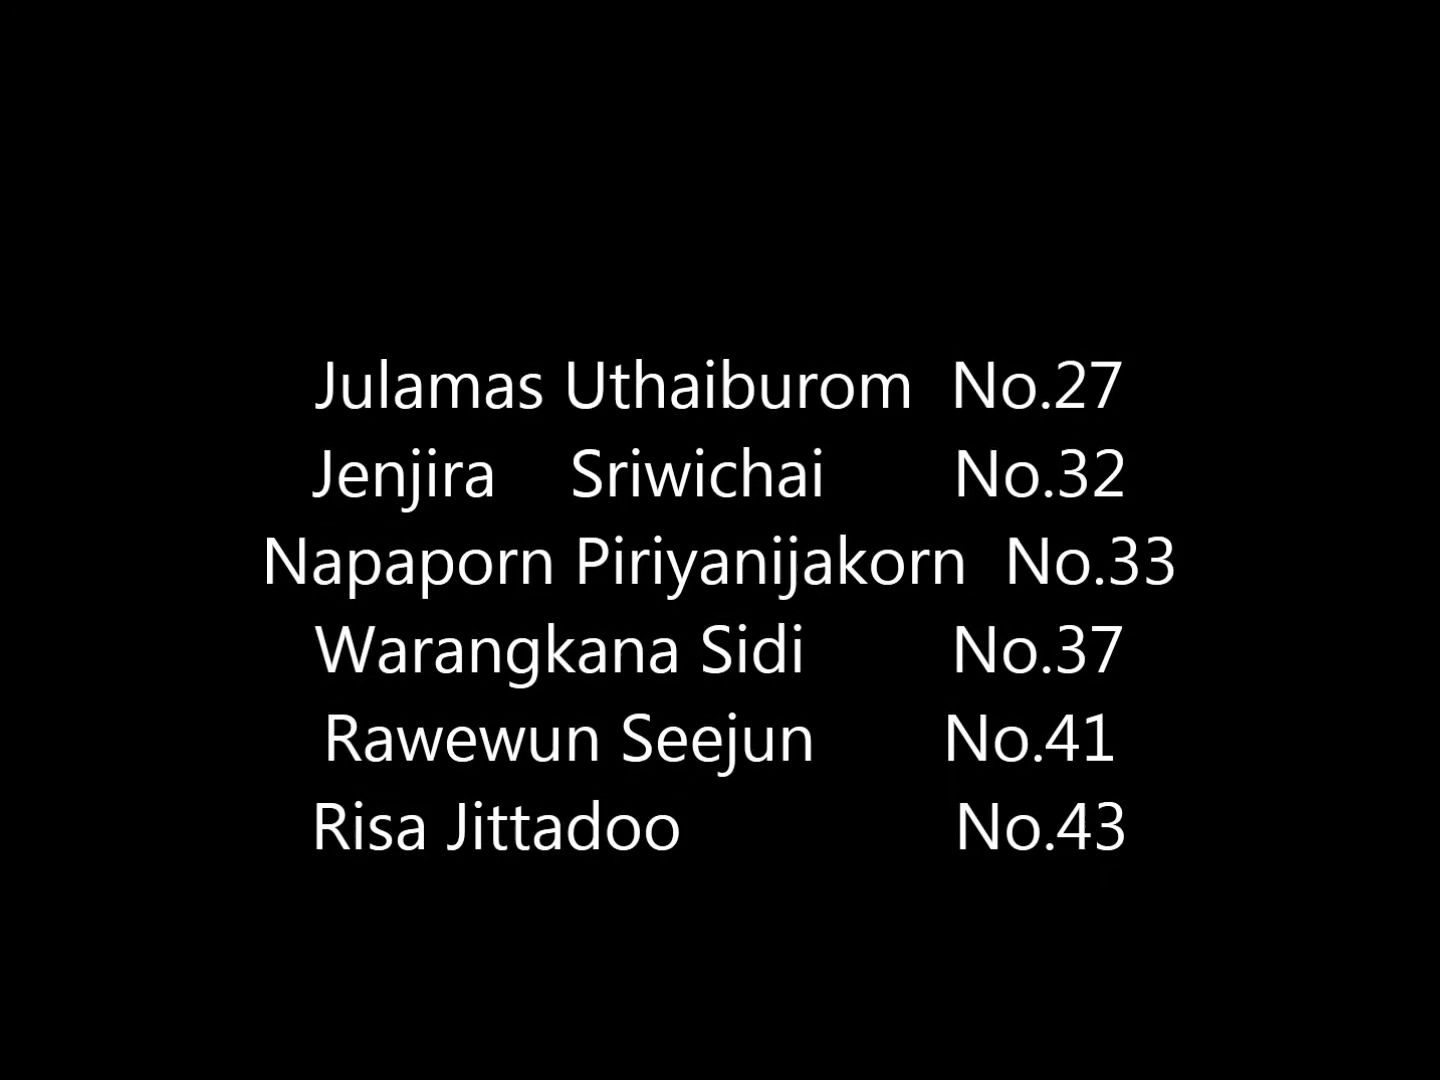 Julamas Uthaiburom No.27
Jenjira Sriwichai No.32
Napaporn Piriyanijakorn No.33
Warangkana Sidi No.37
Rawewun Seejun No.41
Risa Jittadoo No.43